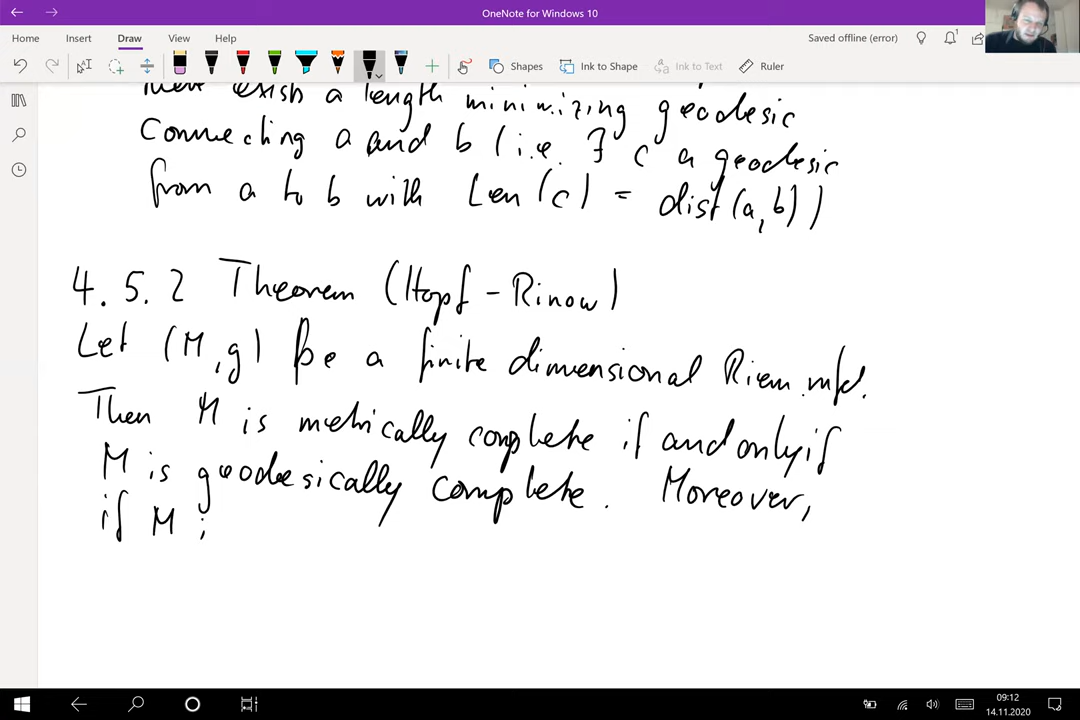 OneNote for Windows 10
Home Insert Draw View Help
Saved offline (error)
Shapes Ink to Shape Ink to Text Ruler
there exist a length minimizing geodesic
connecting a and b (i.e. ∃ c a geodesic
from a to b with Len(c) = dist(a,b))
4.5.2 Theorem (Hopf-Rinow)
Let (M,g) be a finite dimensional Riem. mfd.
Then M is metrically complete if and only if
M is geodesically complete. Moreover,
if M i
09:12
14.11.2020